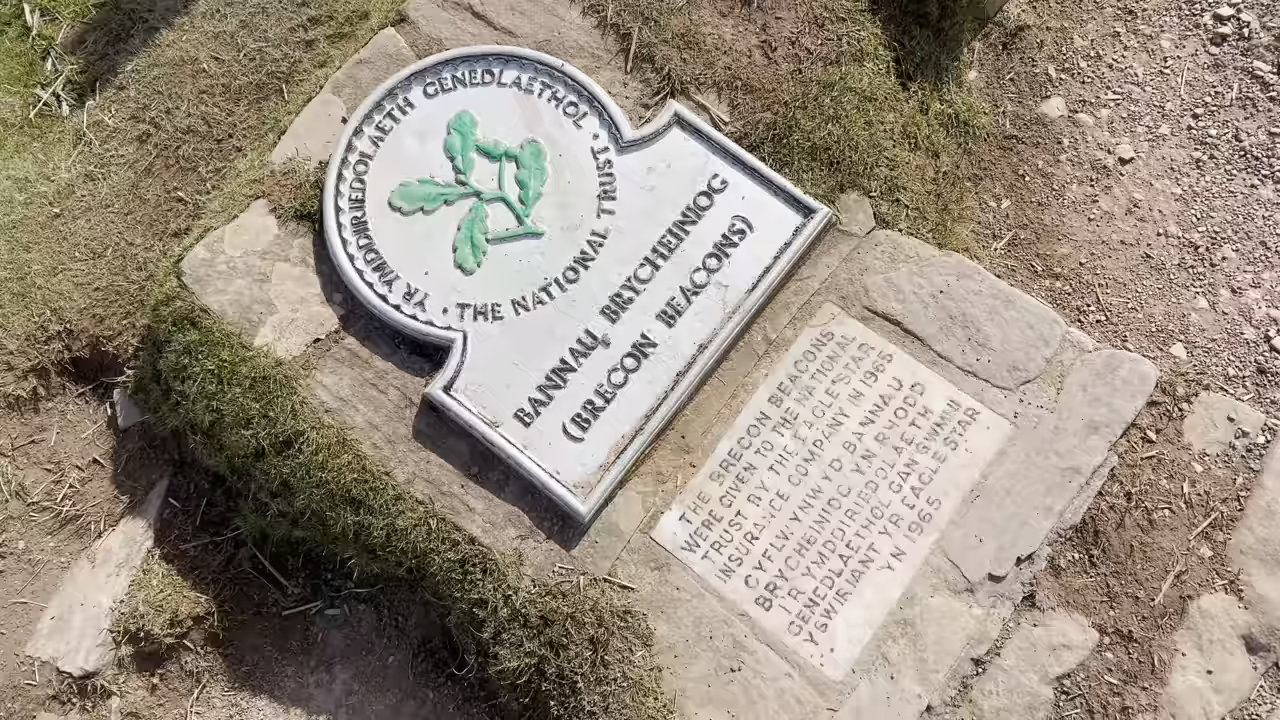 YR YMDDIRIEDOLAETH GENEDLAETHOL · THE NATIONAL TRUST ·
BANNAU BRYCHEINIOG
(BRECON BEACONS)
THE BRECON BEACONS
WERE GIVEN TO THE NATIONAL
TRUST BY THE EAGLE STAR
INSURANCE COMPANY IN 1965
CYFLWYNWYD BANNAU
BRYCHEINIOC YN RHODD
I'R YMDDIRIEDOLAETH
GENEDLAETHOL GAN GWMNI
YSWIRIANT YR EAGLE STAR
YN 1965